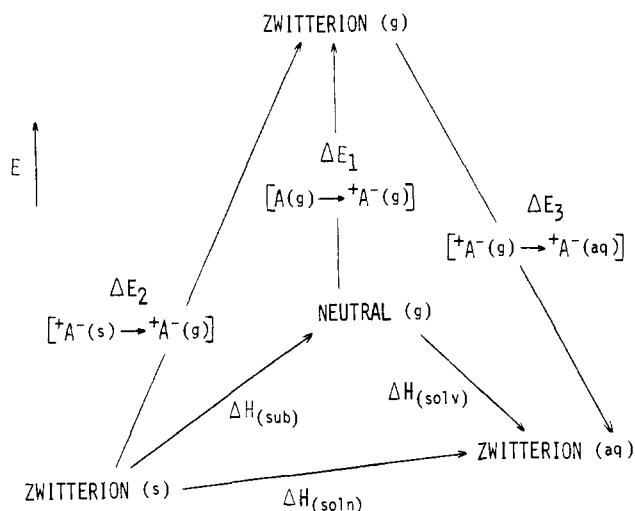 ZWITTERION (g)
E
ΔE₁
[A(g)→⁺A⁻(g)]
ΔE₃
[⁺A⁻(g)→⁺A⁻(aq)]
ΔE₂
[⁺A⁻(s)→⁺A⁻(g)]
NEUTRAL (g)
ΔH(sub)
ΔH(solv)
ZWITTERION (aq)
ZWITTERION (s)
ΔH(soln)